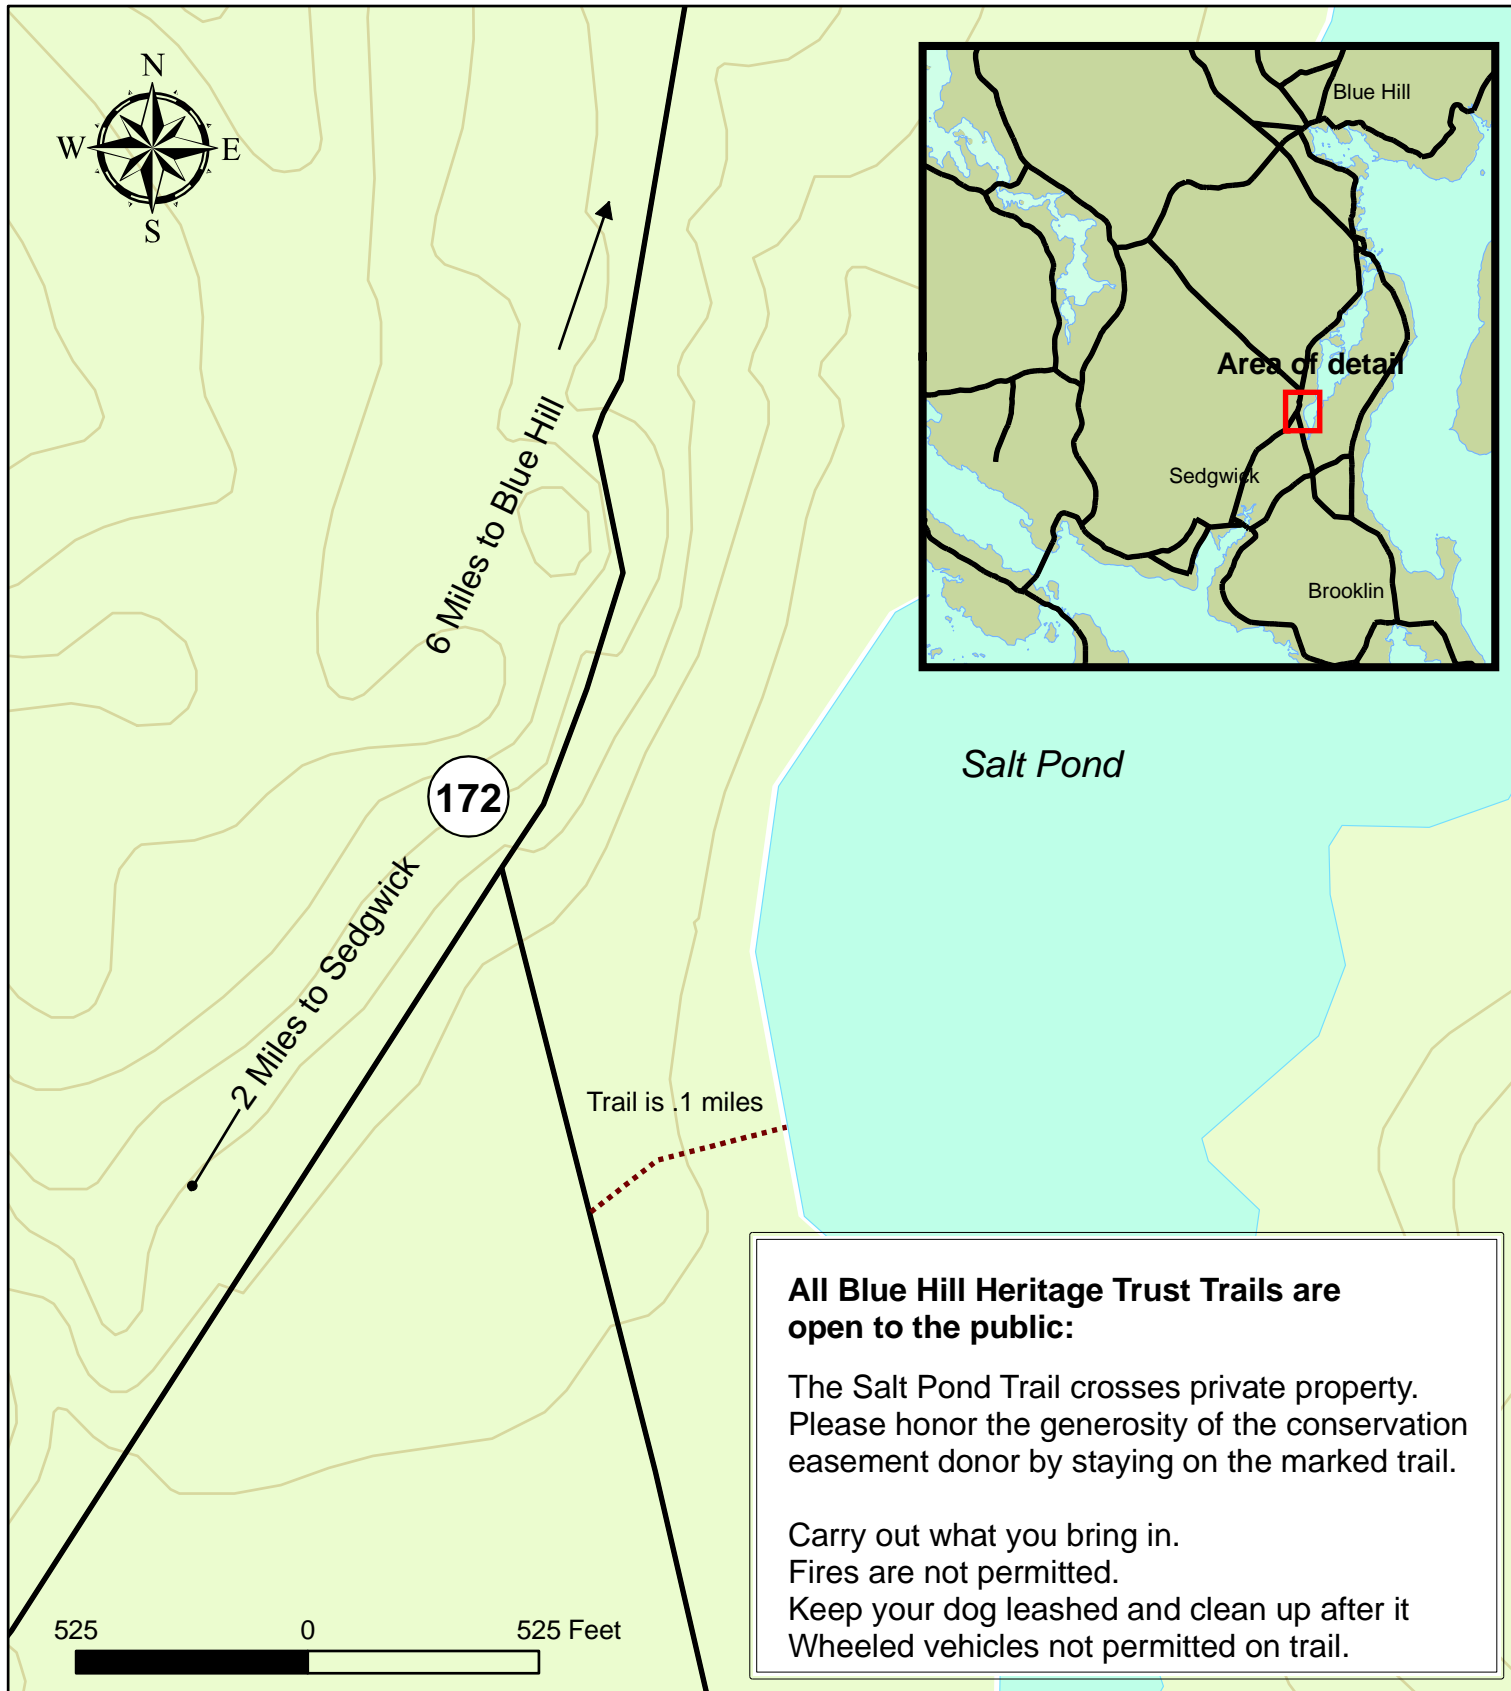 N
W
E
S
Blue Hill
Area of detail
Sedgwick
Brooklin
6 Miles to Blue Hill
Salt Pond
172
2 Miles to Sedgwick
Trail is .1 miles
All Blue Hill Heritage Trust Trails are
open to the public:
The Salt Pond Trail crosses private property.
Please honor the generosity of the conservation
easement donor by staying on the marked trail.
Carry out what you bring in.
Fires are not permitted.
Keep your dog leashed and clean up after it
Wheeled vehicles not permitted on trail.
525 0 525 Feet